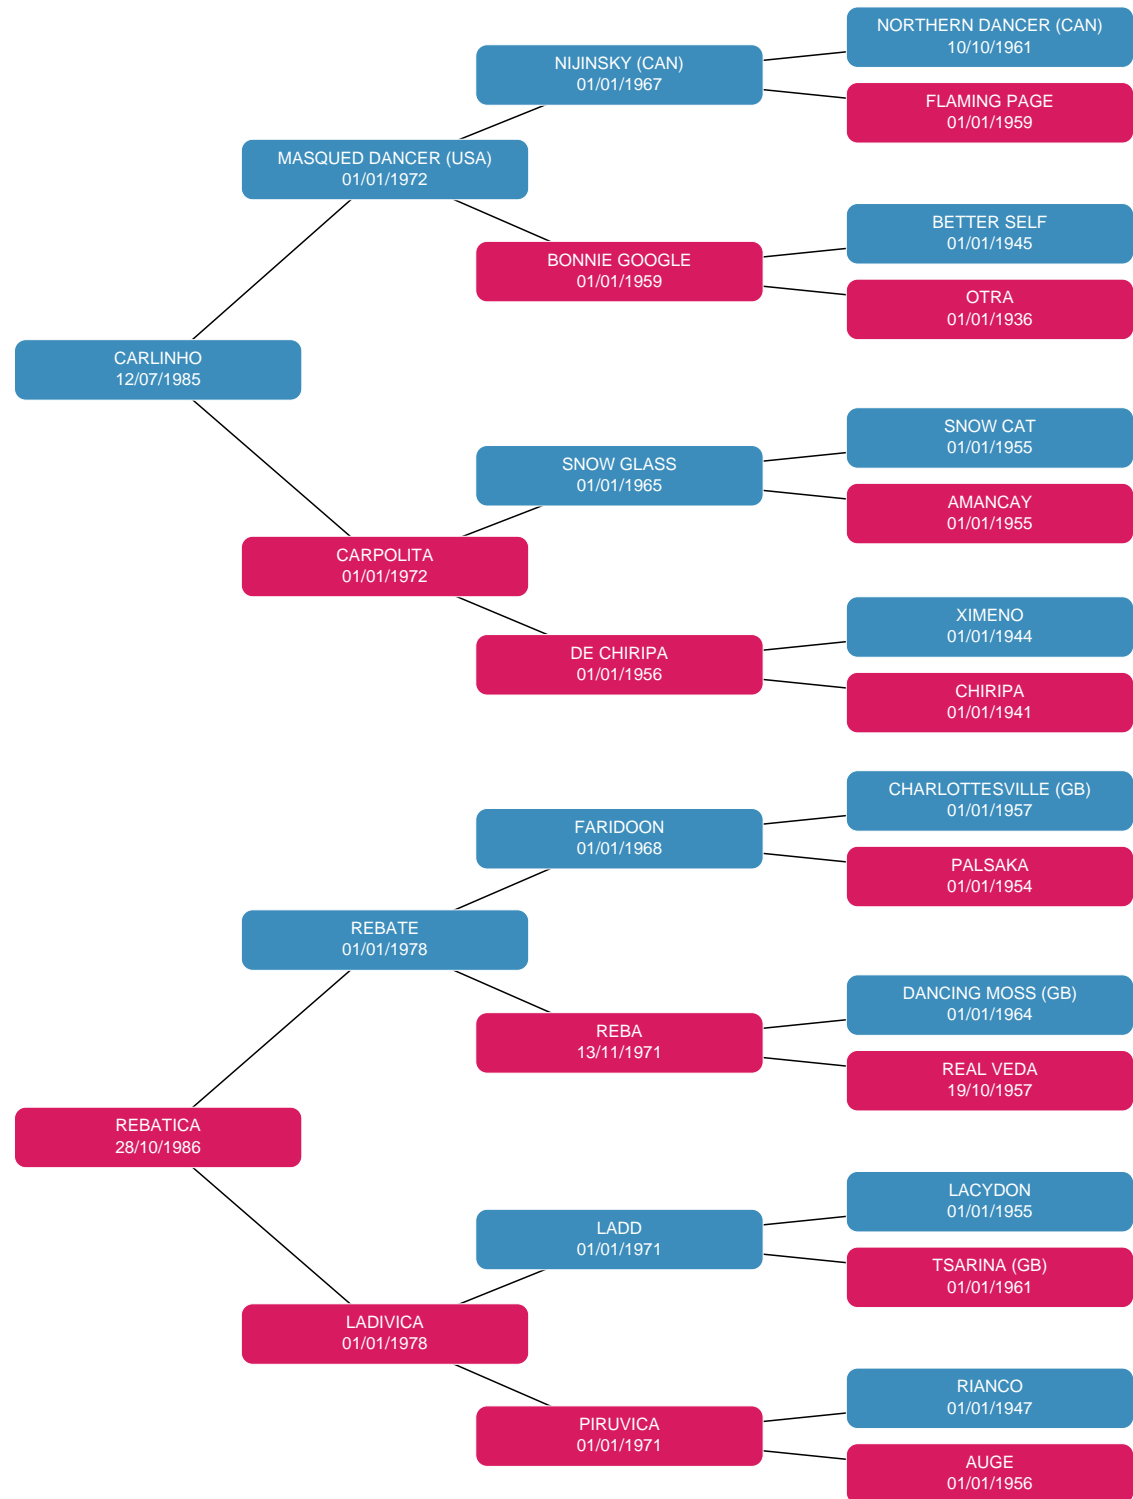 NORTHERN DANCER (CAN)
10/10/1961
NIJINSKY (CAN)
01/01/1967
FLAMING PAGE
01/01/1959
MASQUED DANCER (USA)
01/01/1972
BETTER SELF
01/01/1945
BONNIE GOOGLE
01/01/1959
OTRA
01/01/1936
CARLINHO
12/07/1985
SNOW CAT
01/01/1955
SNOW GLASS
01/01/1965
AMANCAY
01/01/1955
CARPOLITA
01/01/1972
XIMENO
01/01/1944
DE CHIRIPA
01/01/1956
CHIRIPA
01/01/1941
CHARLOTTESVILLE (GB)
01/01/1957
FARIDOON
01/01/1968
PALSAKA
01/01/1954
REBATE
01/01/1978
DANCING MOSS (GB)
01/01/1964
REBA
13/11/1971
REAL VEDA
19/10/1957
REBATICA
28/10/1986
LACYDON
01/01/1955
LADD
01/01/1971
TSARINA (GB)
01/01/1961
LADIVICA
01/01/1978
RIANCO
01/01/1947
PIRUVICA
01/01/1971
AUGE
01/01/1956